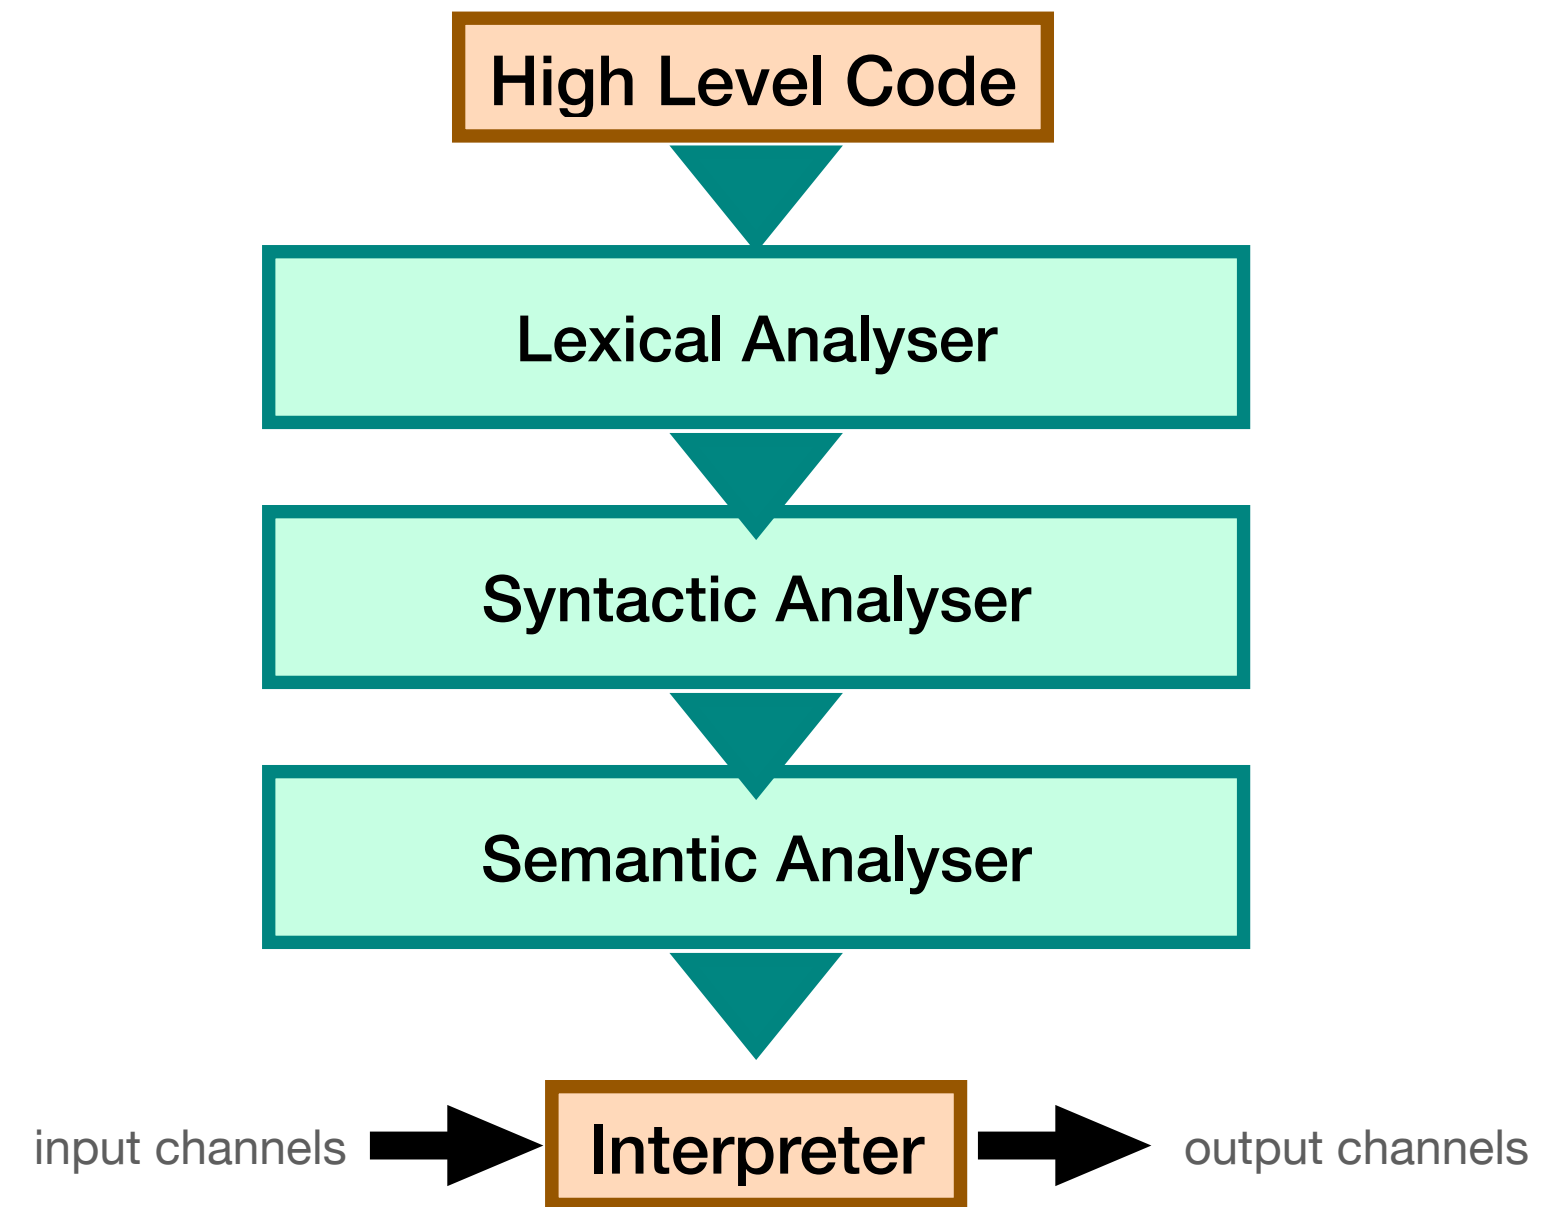 High Level Code
Lexical Analyser
Syntactic Analyser
Semantic Analyser
input channels
Interpreter
output channels